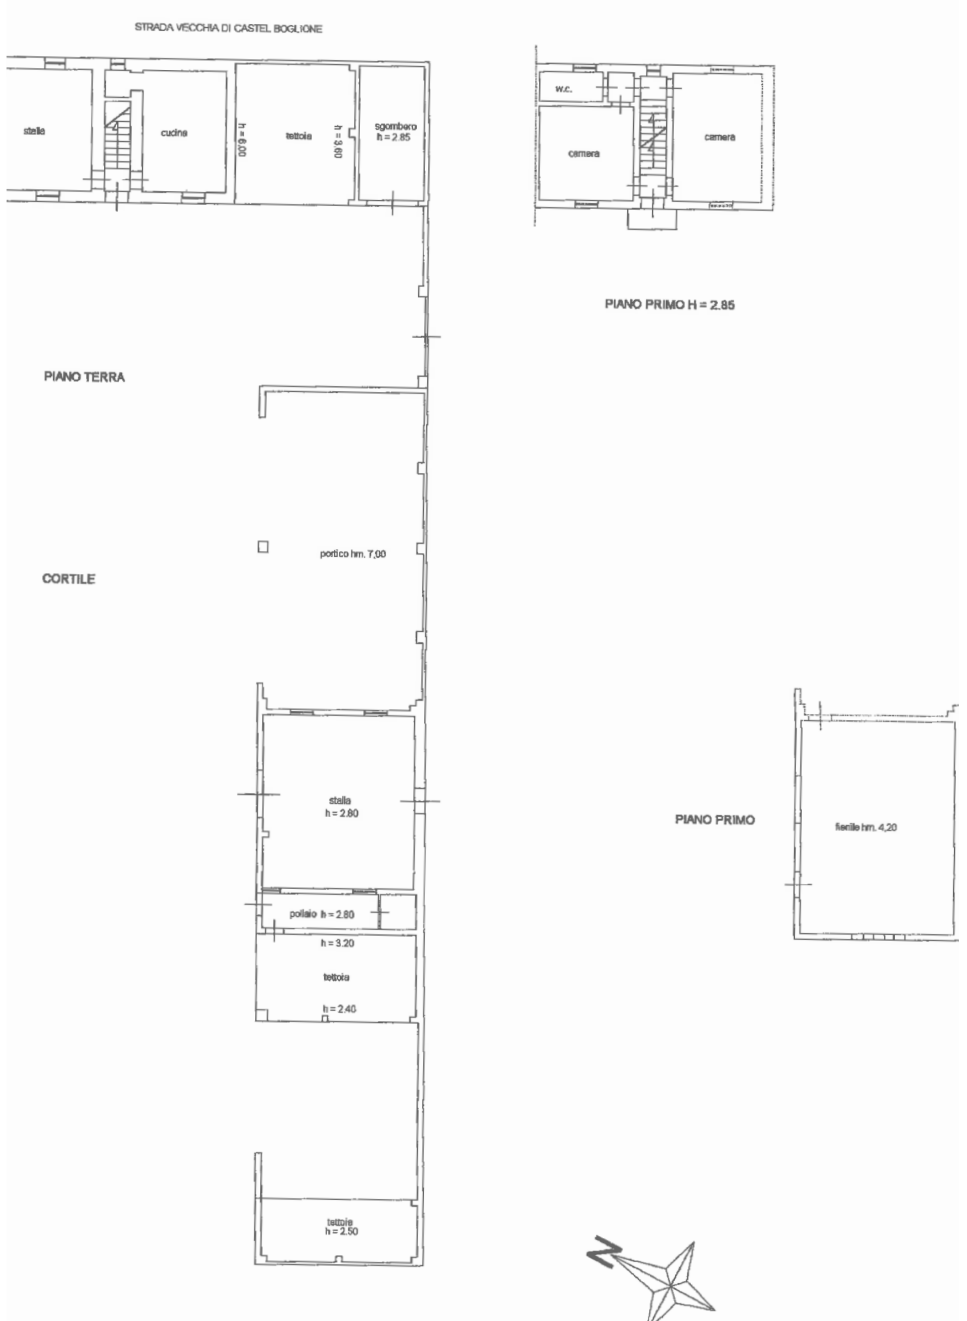 STRADA VECCHIA DI CASTEL BOGLIONE
stalla
cucina
h = 6,00
tettoia
h = 3.60
sgombero
h = 2.85
w.c.
camera
camera
PIANO PRIMO H = 2.85
PIANO TERRA
portico hm. 7,00
CORTILE
stalla
h = 2.80
PIANO PRIMO
fienile hm. 4,20
pollaio h = 2.80
h = 3.20
tettoia
h = 2.40
tettoia
h = 2.50
N